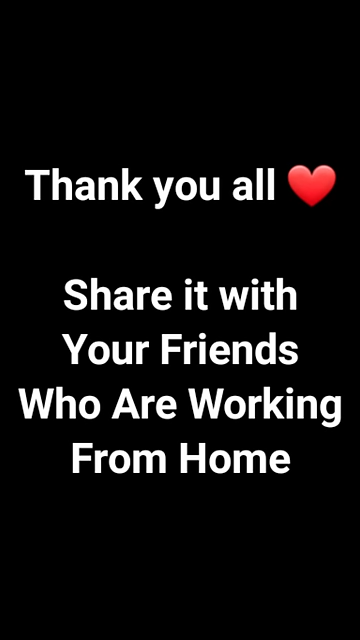 Thank you all ❤️
Share it with
Your Friends
Who Are Working
From Home